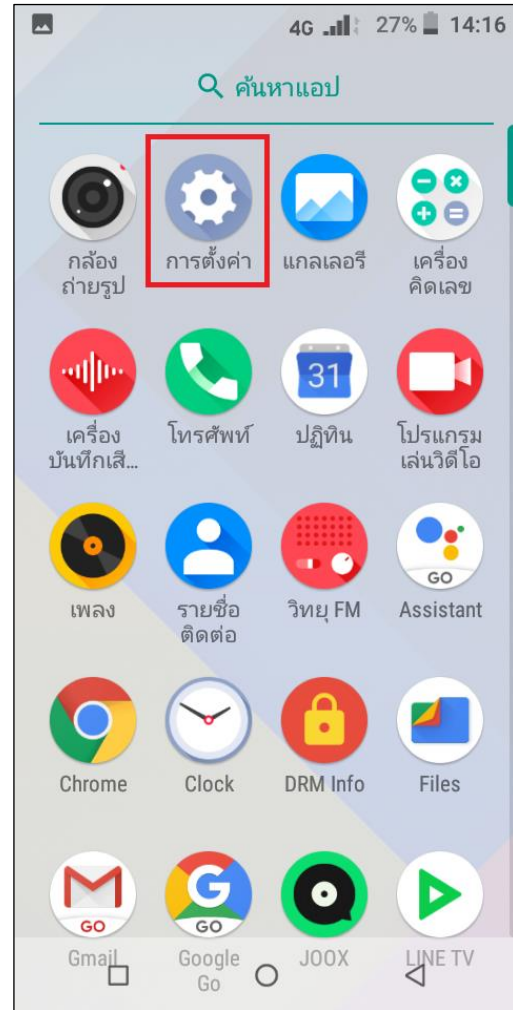 4G 27% 14:16
ค้นหาแอป
กล้อง
ถ่ายรูป
การตั้งค่า
แกลเลอรี
เครื่อง
คิดเลข
เครื่อง
บันทึกเสี...
โทรศัพท์
31
ปฏิทิน
โปรแกรม
เล่นวิดีโอ
เพลง
รายชื่อ
ติดต่อ
วิทยุ FM
GO
Assistant
Chrome
Clock
DRM Info
Files
GO
Gmail
G
GO
Google
Go
JOOX
LINE TV